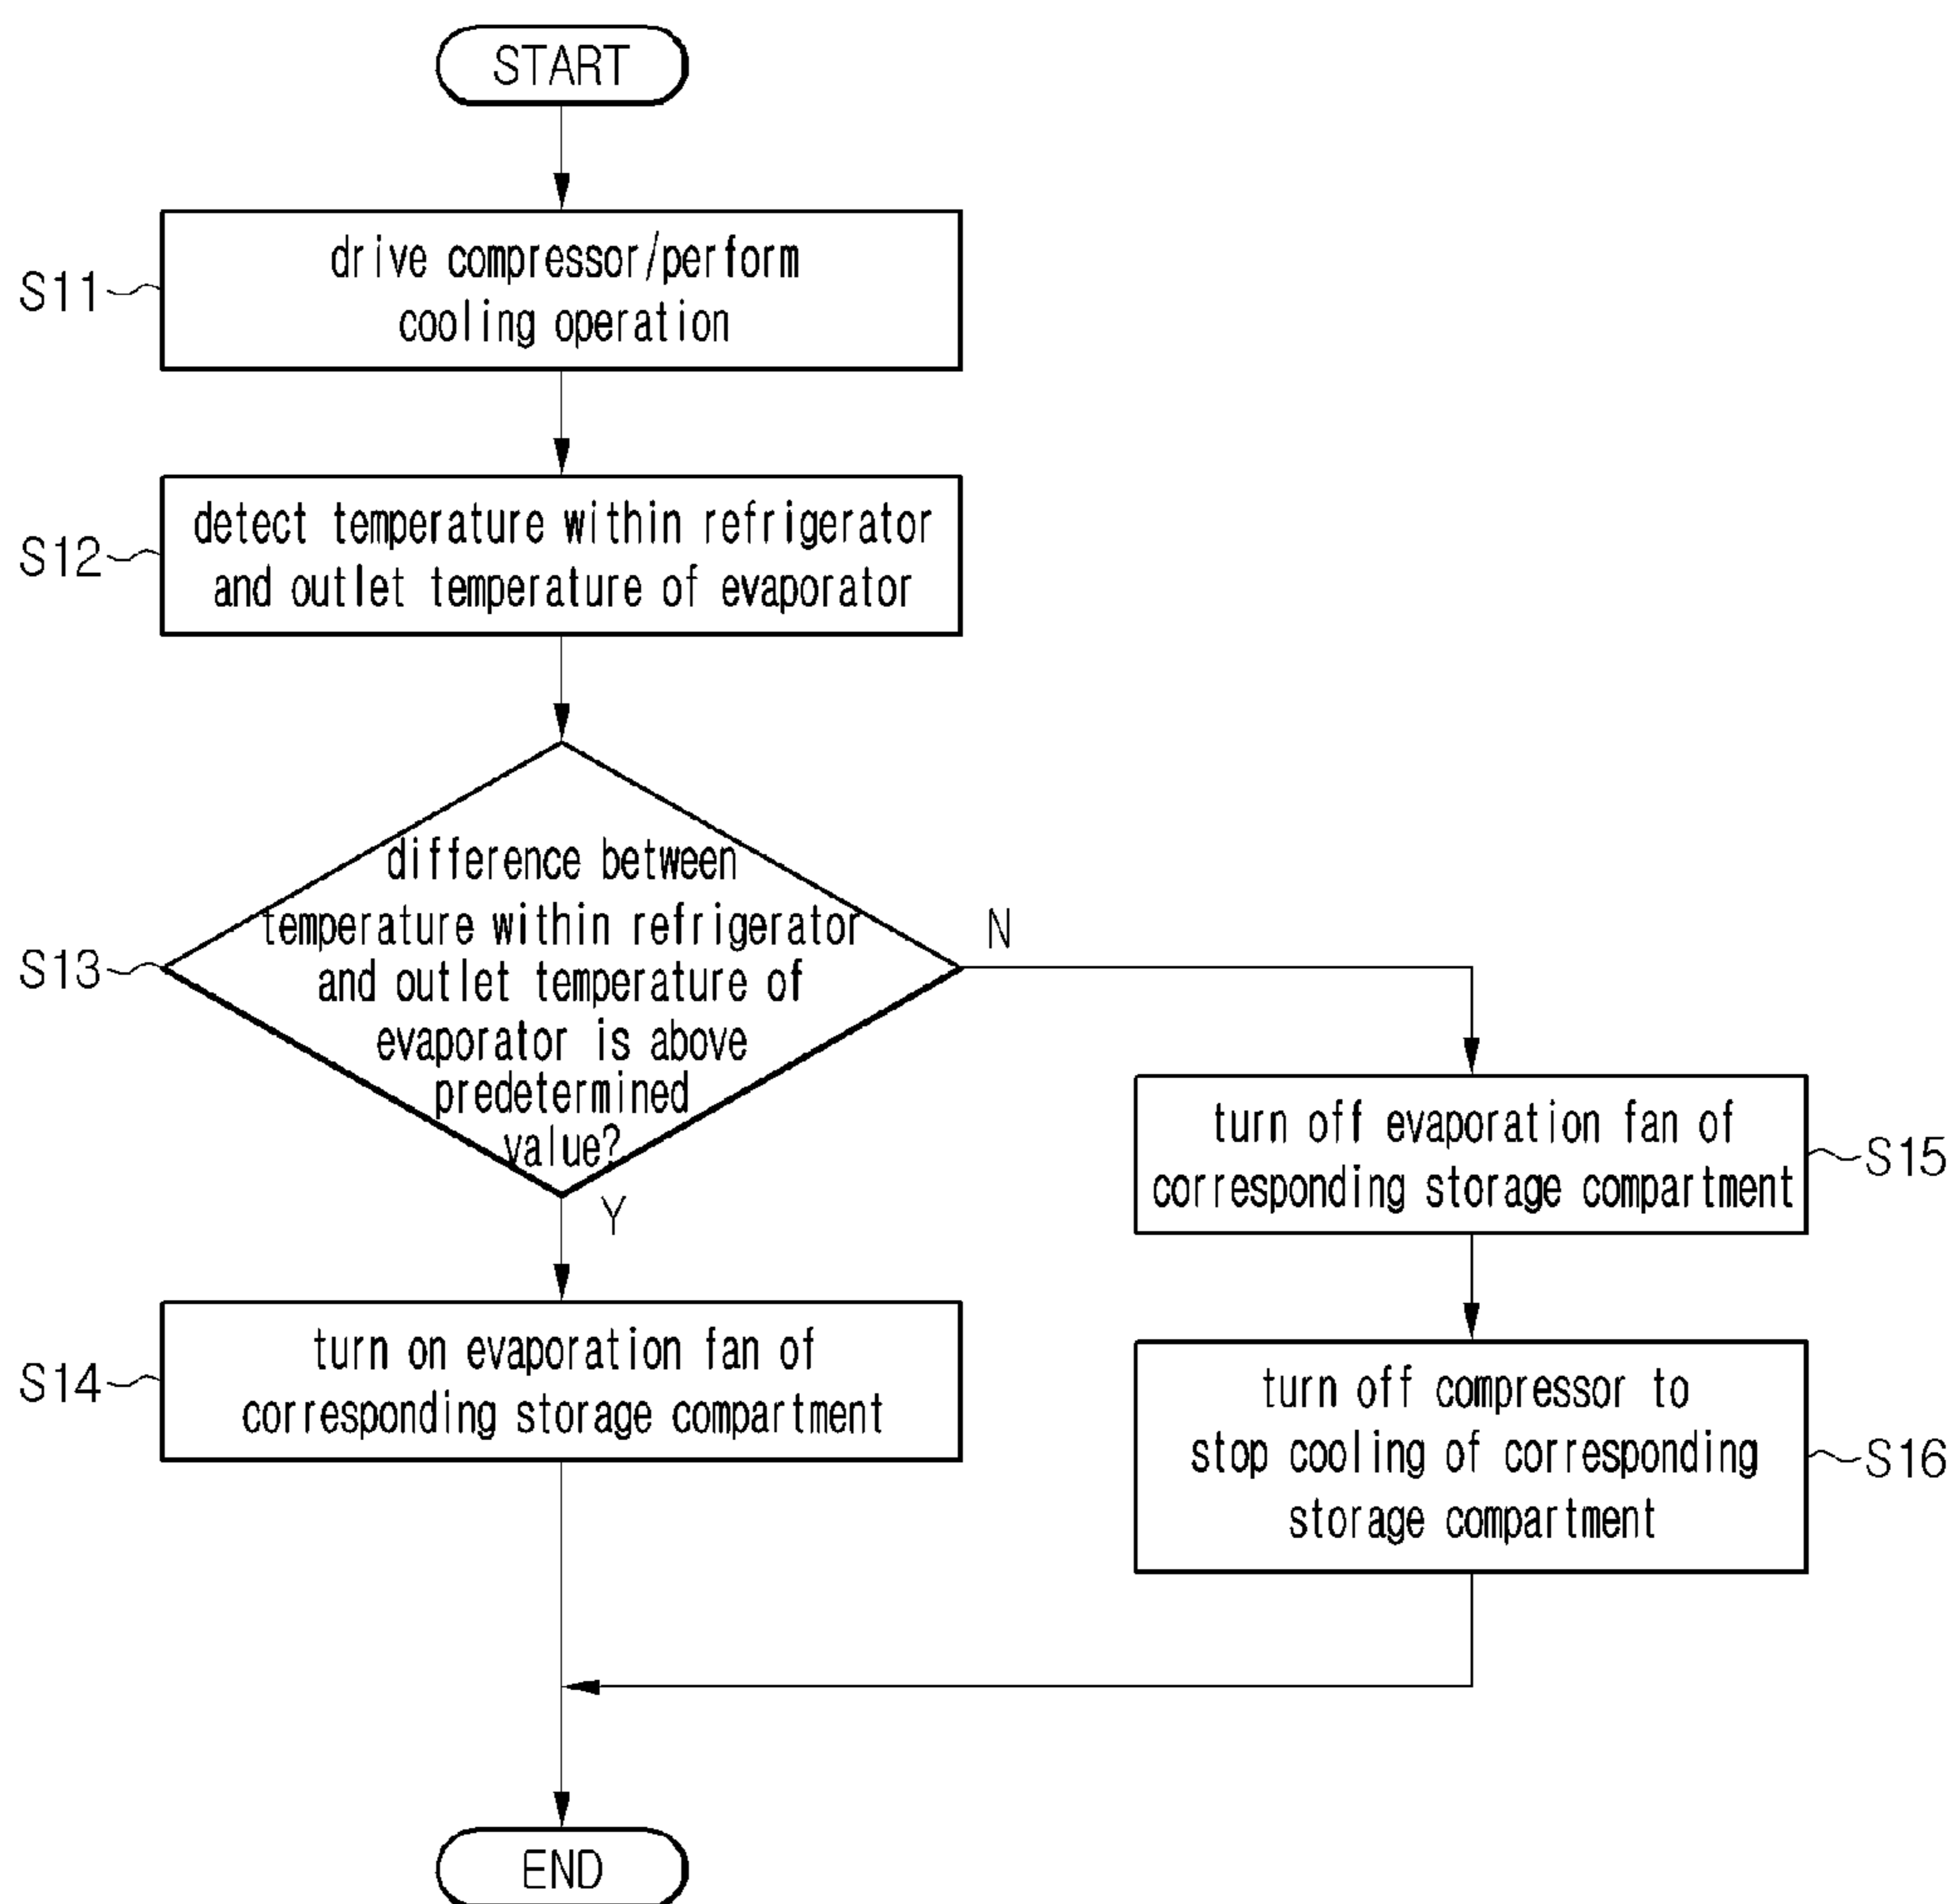 START
S11
drive compressor/perform
cooling operation
S12
detect temperature within refrigerator
and outlet temperature of evaporator
S13
difference between
temperature within refrigerator
and outlet temperature of
evaporator is above
predetermined
value?
N
Y
S14
turn on evaporation fan of
corresponding storage compartment
turn off evaporation fan of
corresponding storage compartment
S15
turn off compressor to
stop cooling of corresponding
storage compartment
S16
END